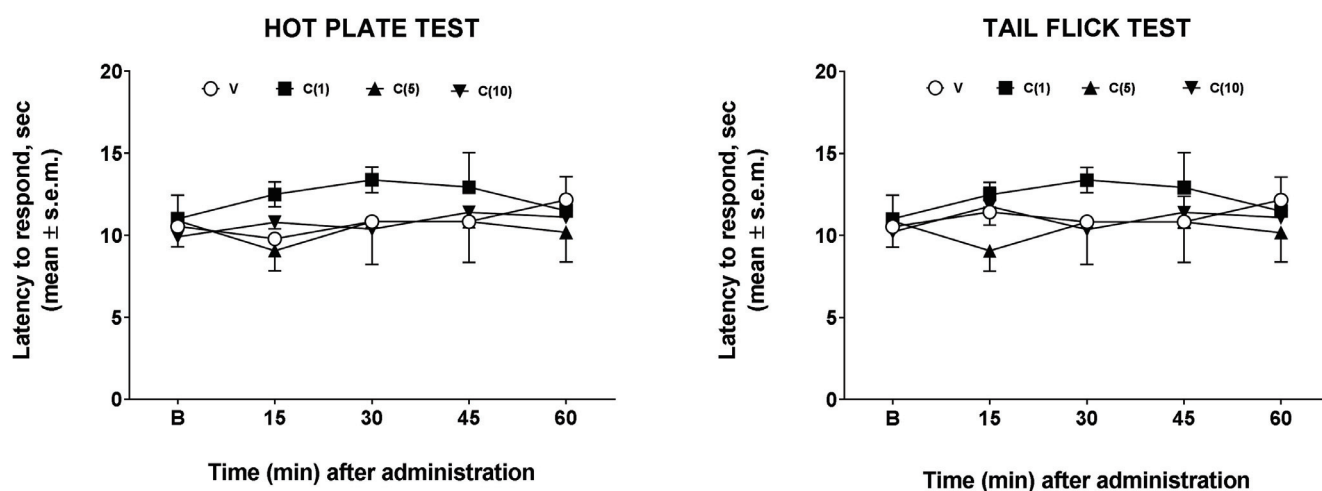 HOT PLATE TEST
Latency to respond, sec
(mean ± s.e.m.)
20
15
10
5
0
V C(1) C(5) C(10)
B 15 30 45 60
Time (min) after administration
TAIL FLICK TEST
Latency to respond, sec
(mean ± s.e.m.)
20
15
10
5
0
V C(1) C(5) C(10)
B 15 30 45 60
Time (min) after administration